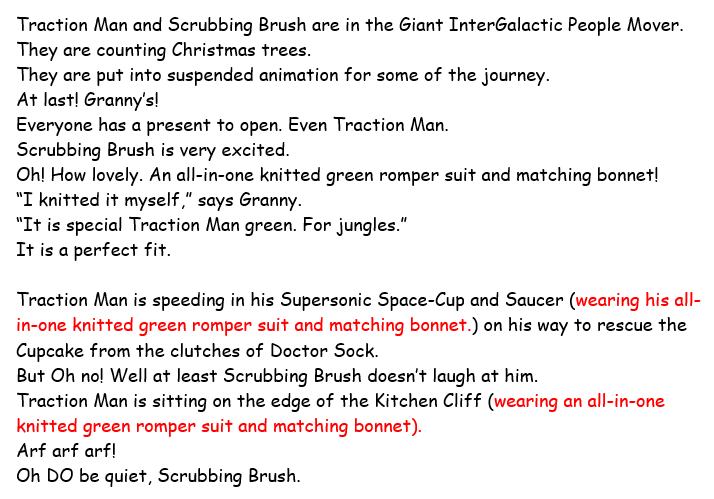 Traction Man and Scrubbing Brush are in the Giant InterGalactic People Mover.
They are counting Christmas trees.
They are put into suspended animation for some of the journey.
At last! Granny’s!
Everyone has a present to open. Even Traction Man.
Scrubbing Brush is very excited.
Oh! How lovely. An all-in-one knitted green romper suit and matching bonnet!
“I knitted it myself,” says Granny.
“It is special Traction Man green. For jungles.”
It is a perfect fit.
Traction Man is speeding in his Supersonic Space-Cup and Saucer (wearing his all-
in-one knitted green romper suit and matching bonnet.) on his way to rescue the
Cupcake from the clutches of Doctor Sock.
But Oh no! Well at least Scrubbing Brush doesn’t laugh at him.
Traction Man is sitting on the edge of the Kitchen Cliff (wearing an all-in-one
knitted green romper suit and matching bonnet).
Arf arf arf!
Oh DO be quiet, Scrubbing Brush.